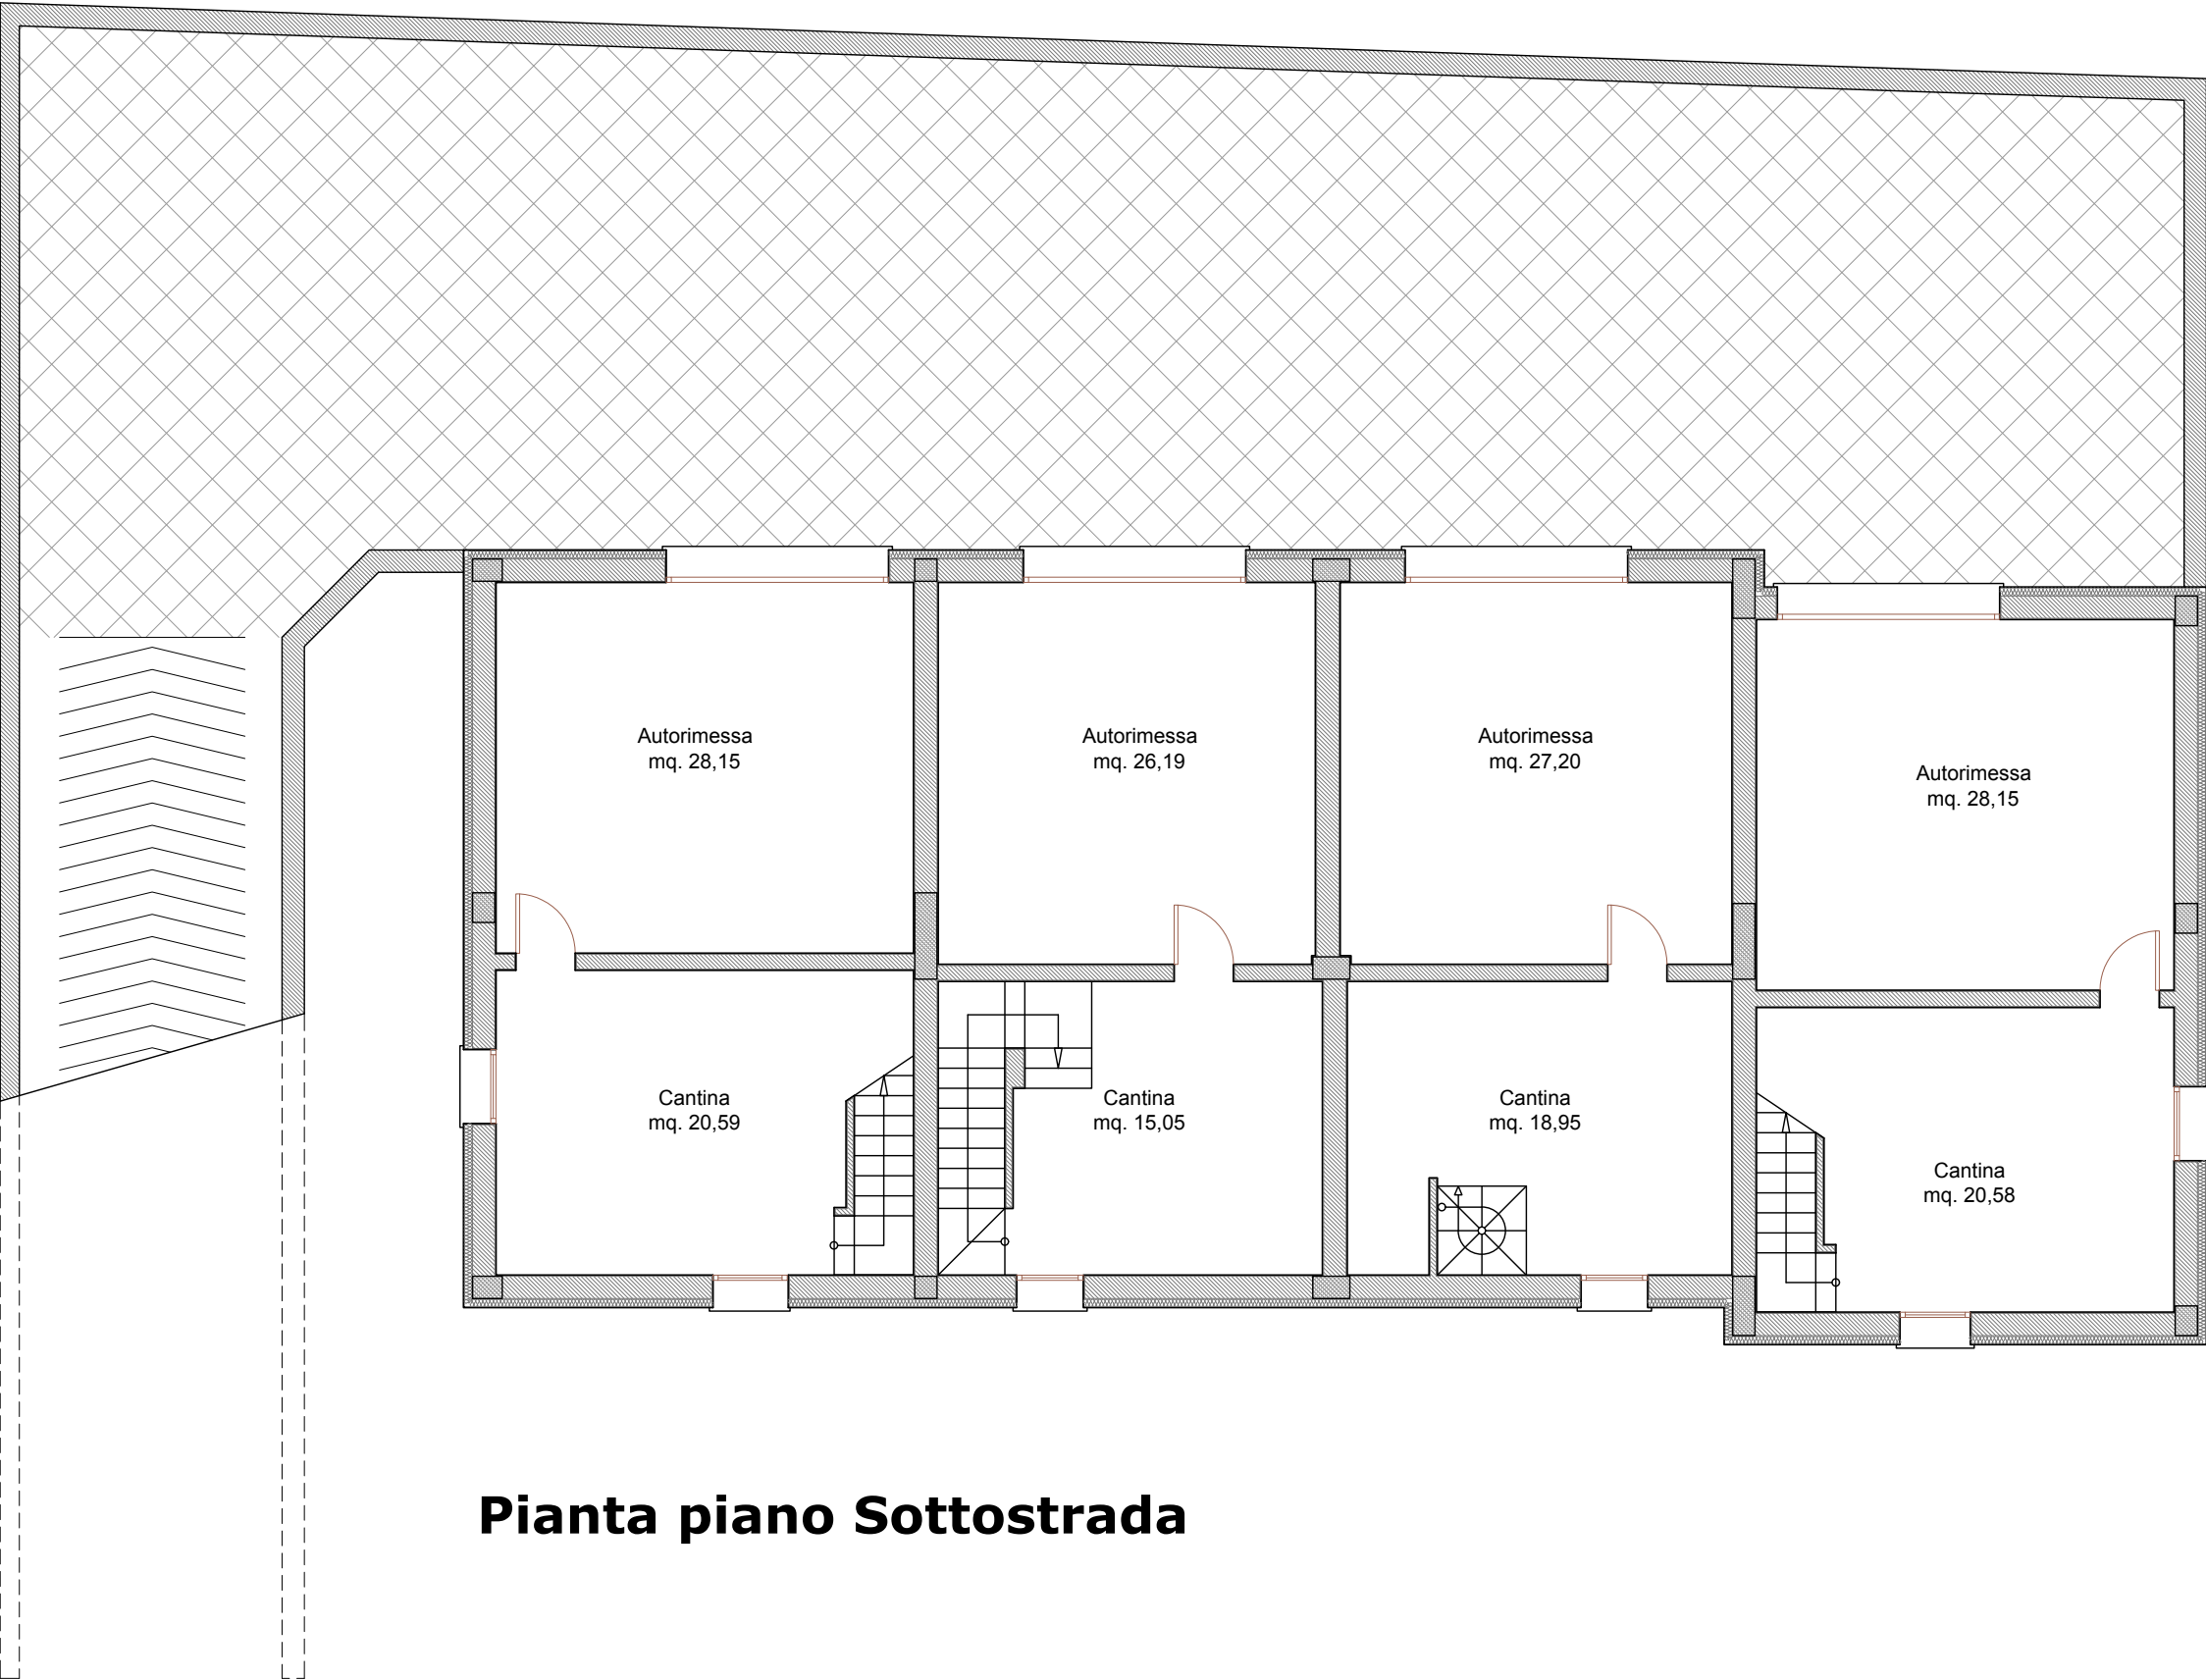 Autorimessa
mq. 28,15
Autorimessa
mq. 26,19
Autorimessa
mq. 27,20
Autorimessa
mq. 28,15
Cantina
mq. 20,59
Cantina
mq. 15,05
Cantina
mq. 18,95
Cantina
mq. 20,58
Pianta piano Sottostrada